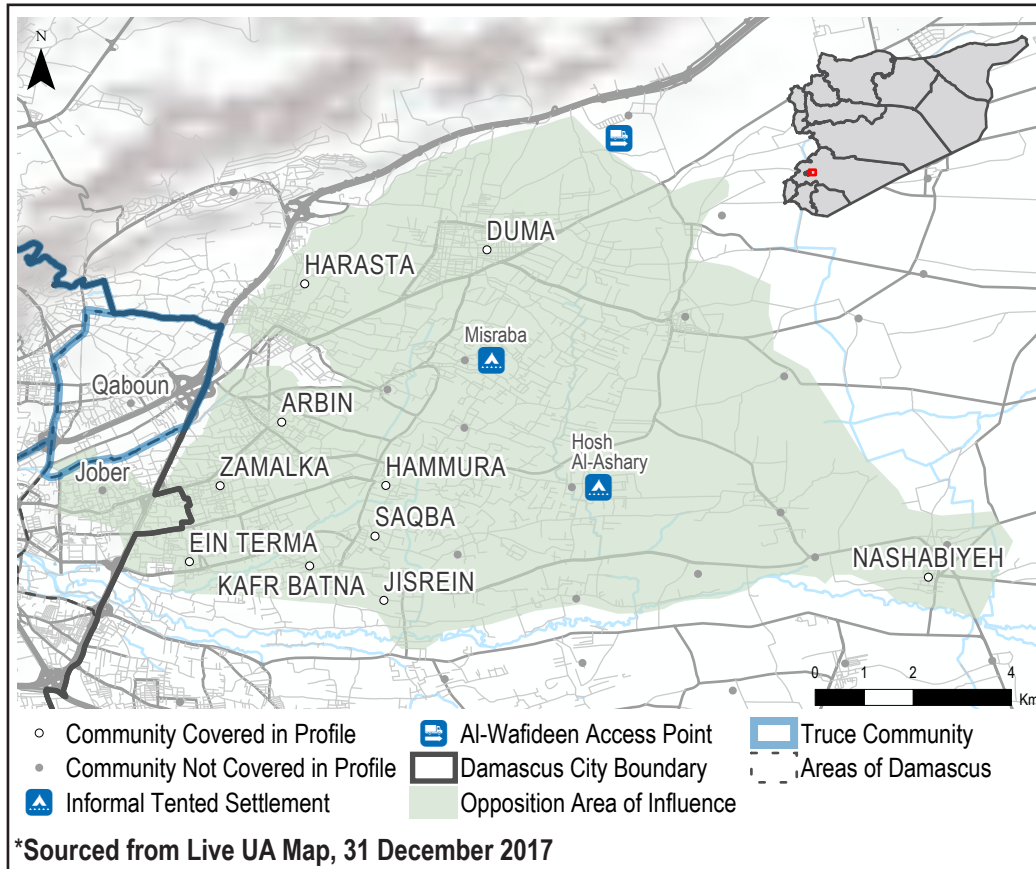 N
DUMA
HARASTA
Misraba
Qaboun
ARBIN
Hosh
Al-Ashary
ZAMALKA
HAMMURA
Jober
SAQBA
EIN TERMA
NASHABIYEH
KAFR BATNA
JISREIN
0 1 2 4
Km
Community Covered in Profile
Al-Wafideen Access Point
Truce Community
Community Not Covered in Profile
Damascus City Boundary
Areas of Damascus
Informal Tented Settlement
Opposition Area of Influence
*Sourced from Live UA Map, 31 December 2017